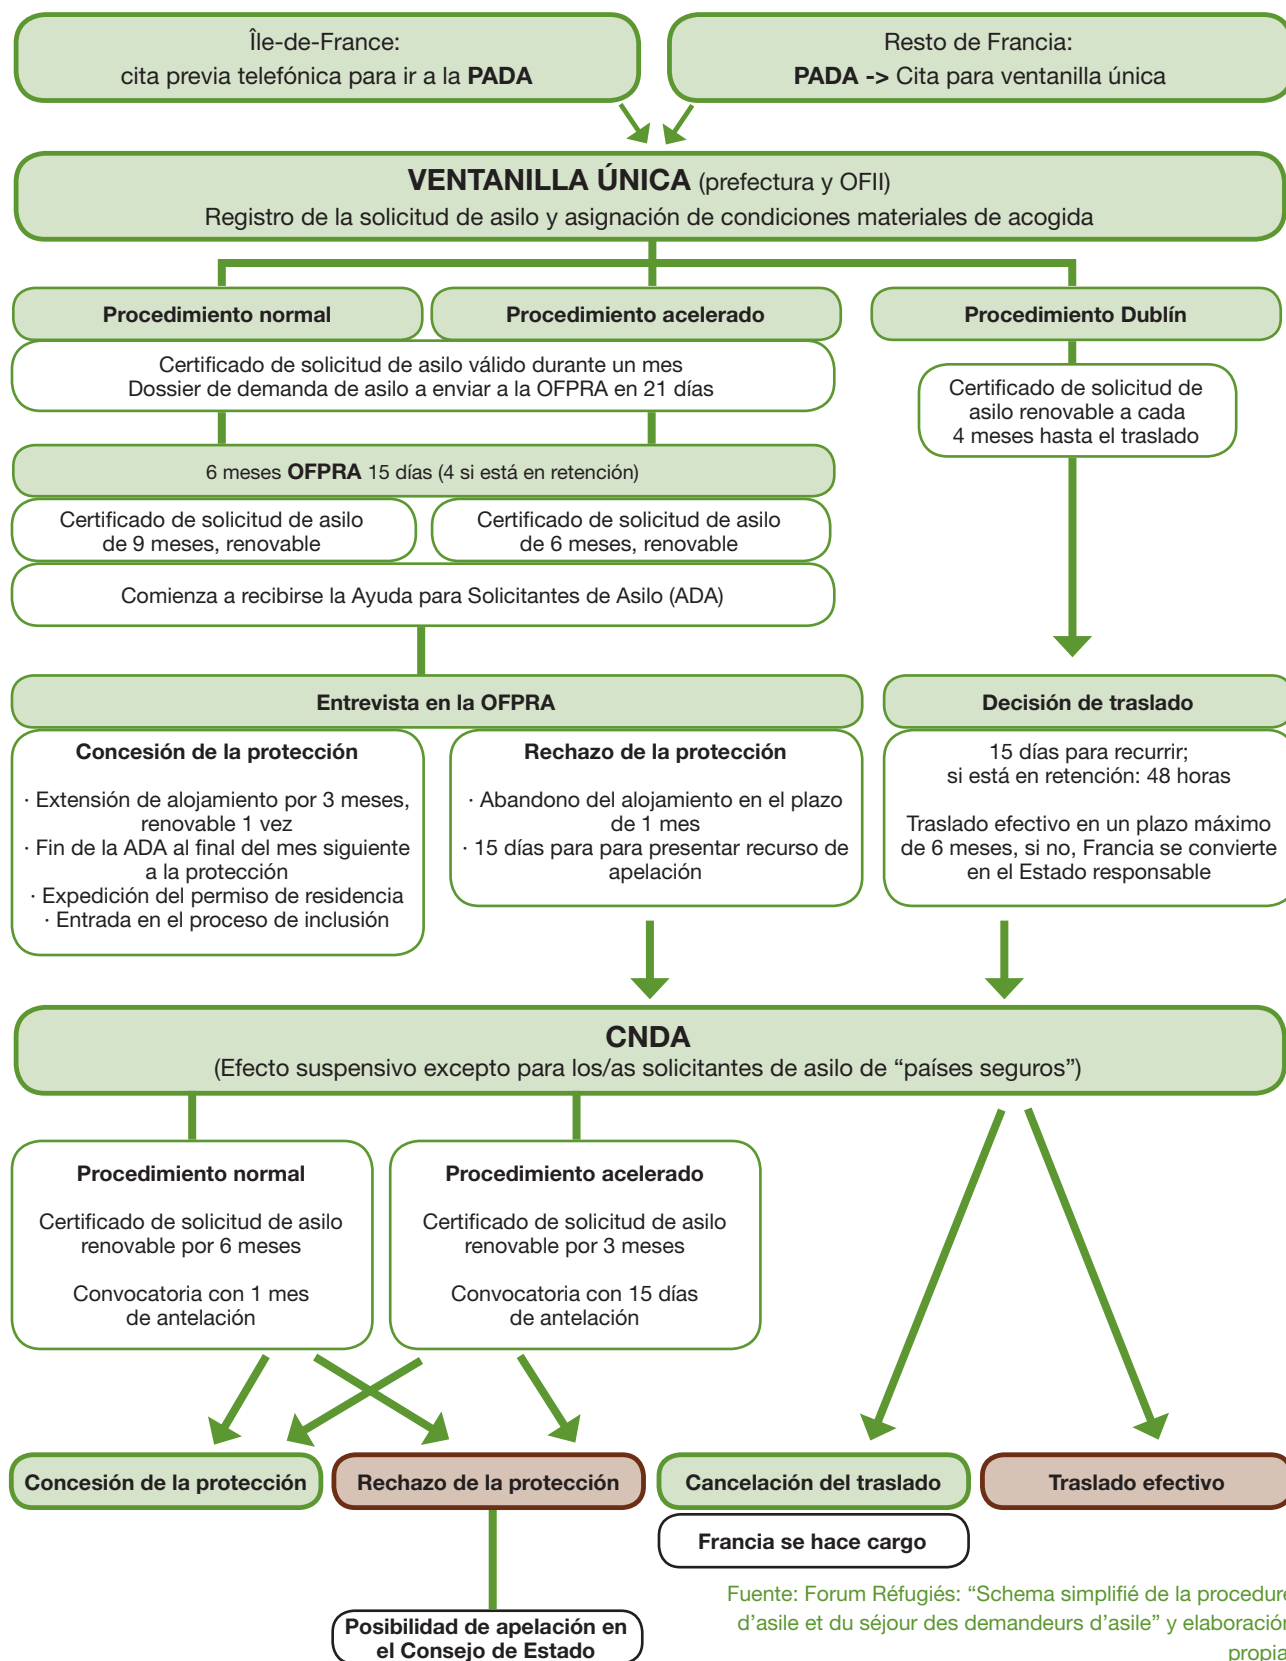 Île-de-France:
cita previa telefónica para ir a la PADA
Resto de Francia:
PADA -> Cita para ventanilla única
VENTANILLA ÚNICA (prefectura y OFII)
Registro de la solicitud de asilo y asignación de condiciones materiales de acogida
Procedimiento normal
Procedimiento acelerado
Procedimiento Dublín
Certificado de solicitud de asilo válido durante un mes
Dossier de demanda de asilo a enviar a la OFPRA en 21 días
Certificado de solicitud de
asilo renovable a cada
4 meses hasta el traslado
6 meses OFPRA 15 días (4 si está en retención)
Certificado de solicitud de asilo
de 9 meses, renovable
Certificado de solicitud de asilo
de 6 meses, renovable
Comienza a recibirse la Ayuda para Solicitantes de Asilo (ADA)
Entrevista en la OFPRA
Decisión de traslado
Concesión de la protección
· Extensión de alojamiento por 3 meses,
renovable 1 vez
· Fin de la ADA al final del mes siguiente
a la protección
· Expedición del permiso de residencia
· Entrada en el proceso de inclusión
Rechazo de la protección
· Abandono del alojamiento en el plazo
de 1 mes
· 15 días para para presentar recurso de
apelación
15 días para recurrir;
si está en retención: 48 horas
Traslado efectivo en un plazo máximo
de 6 meses, si no, Francia se convierte
en el Estado responsable
CNDA
(Efecto suspensivo excepto para los/as solicitantes de asilo de “países seguros”)
Procedimiento normal
Certificado de solicitud de asilo
renovable por 6 meses
Convocatoria con 1 mes
de antelación
Procedimiento acelerado
Certificado de solicitud de asilo
renovable por 3 meses
Convocatoria con 15 días
de antelación
Concesión de la protección
Rechazo de la protección
Cancelación del traslado
Traslado efectivo
Francia se hace cargo
Posibilidad de apelación en
el Consejo de Estado
Fuente: Forum Réfugiés: “Schema simplifié de la procedure
d’asile et du séjour des demandeurs d’asile” y elaboración
propia